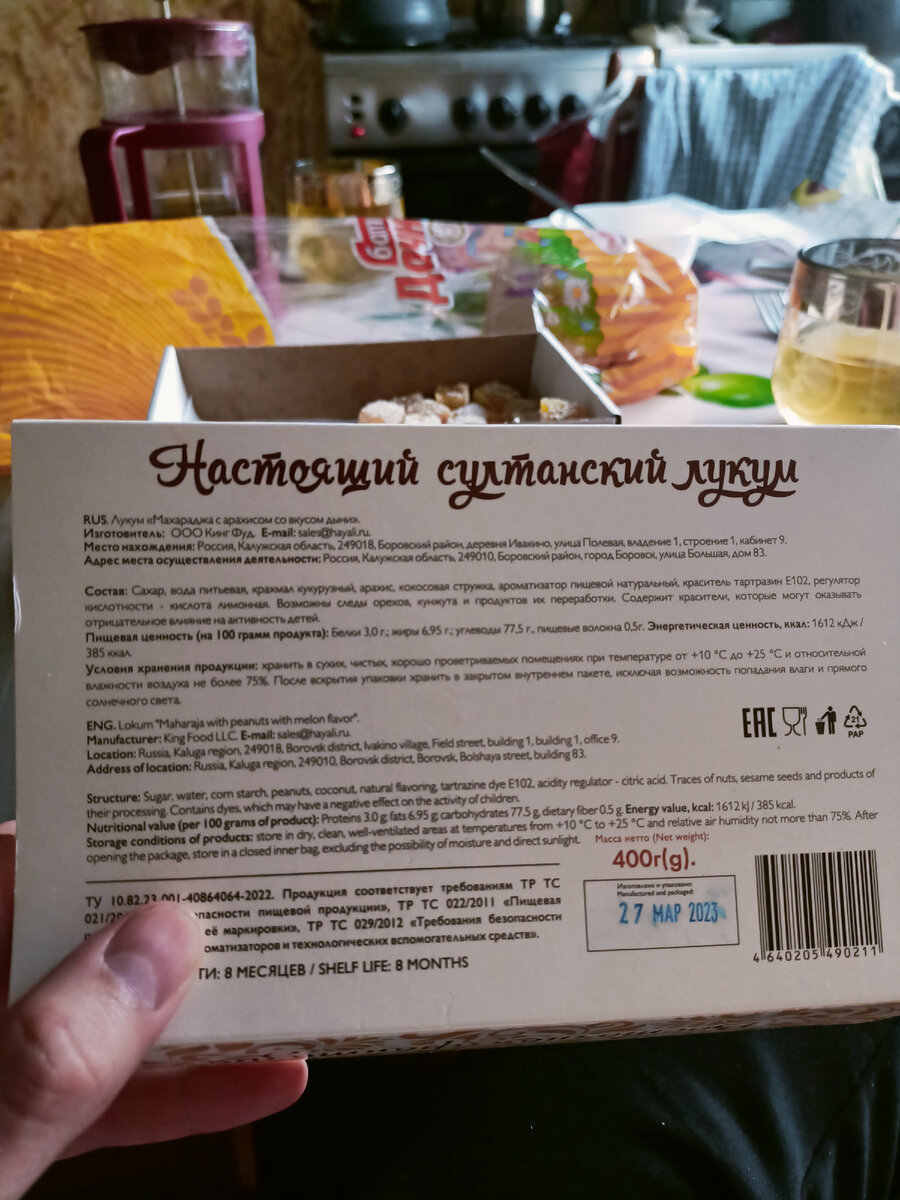 бат
Дачн
Настоящий султанский лукум
RUS. Лукум «Махараджа с арахисом со вкусом дыни».
Изготовитель: ООО Кинг Фуд. E-mail: sales@hayali.ru.
Место нахождения: Россия, Калужская область, 249018, Боровский район, деревня Ивакино, улица Полевая, владение 1, строение 1, кабинет 9.
Адрес места осуществления деятельности: Россия, Калужская область, 249010, Боровский район, город Боровск, улица Большая, дом 83.
Состав: Сахар, вода питьевая, крахмал кукурузный, арахис, кокосовая стружка, ароматизатор пищевой натуральный, краситель тартразин Е102, регулятор
кислотности - кислота лимонная. Возможны следы орехов, кунжута и продуктов их переработки. Содержит красители, которые могут оказывать
отрицательное влияние на активность детей.
Пищевая ценность (на 100 грамм продукта): Белки 3,0 г.; жиры 6,95 г.; углеводы 77,5 г., пищевые волокна 0,5г. Энергетическая ценность, ккал: 1612 кДж /
385 ккал.
Условия хранения продукции: хранить в сухих, чистых, хорошо проветриваемых помещениях при температуре от +10 °С до +25 °С и относительной
влажности воздуха не более 75%. После вскрытия упаковки хранить в закрытом внутреннем пакете, исключая возможность попадания влаги и прямого
солнечного света.
ENG. Lokum "Maharaja with peanuts with melon flavor".
Manufacturer: King Food LLC. E-mail: sales@hayali.ru.
Location: Russia, Kaluga region, 249018, Borovsk district, Ivakino village, Field street, building 1, building 1, office 9.
Address of location: Russia, Kaluga region, 249010, Borovsk district, Borovsk, Bolshaya street, building 83.
EAC
21
PAP
Structure: Sugar, water, corn starch, peanuts, coconut, natural flavoring, tartrazine dye E102, acidity regulator - citric acid. Traces of nuts, sesame seeds and products of
their processing. Contains dyes, which may have a negative effect on the activity of children.
Nutritional value (per 100 grams of product): Proteins 3.0 g; fats 6.95 g; carbohydrates 77.5 g, dietary fiber 0.5 g. Energy value, kcal: 1612 kJ / 385 kcal.
Storage conditions of products: store in dry, clean, well-ventilated areas at temperatures from +10 °C to +25 °C and relative air humidity not more than 75%. After
opening the package, store in a closed inner bag, excluding the possibility of moisture and direct sunlight.
Масса нетто (Net weight):
400г(g).
ТУ 10.82.23.001-40864064-2022. Продукция соответствует требованиям ТР ТС
021/20 опасности пищевой продукции», ТР ТС 022/2011 «Пищевая
её маркировки», ТР ТС 029/2012 «Требования безопасности
оматизаторов и технологических вспомогательных средств».
ТИ: 8 МЕСЯЦЕВ / SHELF LIFE: 8 MONTHS
Изготовлено и упаковано:
Manufactured and packaged:
27 МАР 2023
4 640205 490211